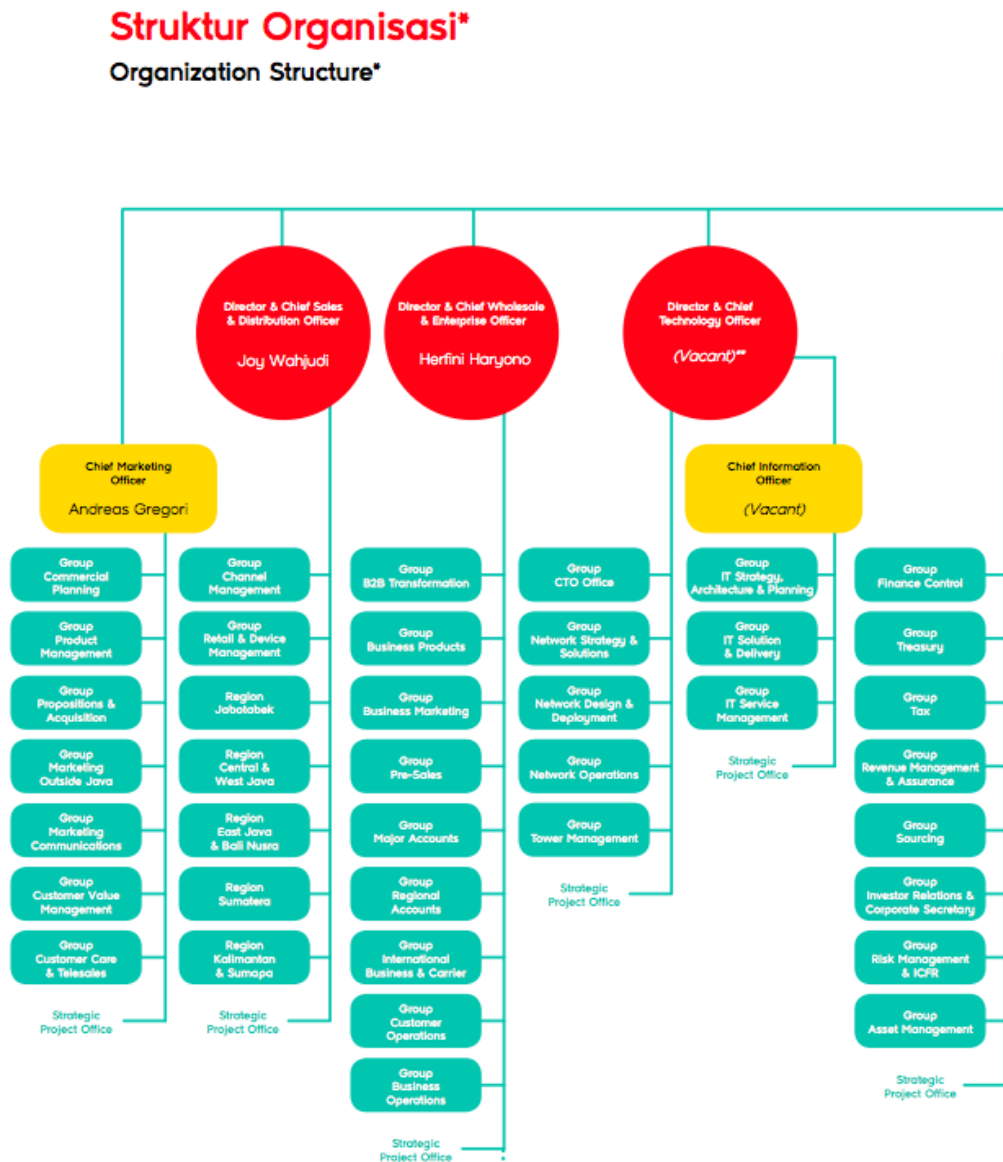 Struktur Organisasi*
Organization Structure*
Director & Chief Sales
& Distribution Officer
Joy Wahjudi
Director & Chief Wholesale
& Enterprise Officer
Herfini Haryono
Director & Chief
Technology Officer
(Vacant)**
Chief Marketing
Officer
Andreas Gregori
Chief Information
Officer
(Vacant)
Group
Commercial
Planning
Group
Product
Management
Group
Propositions &
Acquisition
Group
Marketing
Outside Java
Group
Marketing
Communications
Group
Customer Value
Management
Group
Customer Care
& Telesales
Strategic
Project Office
Group
Channel
Management
Group
Retail & Device
Management
Region
Jabotabek
Region
Central &
West Java
Region
East Java
& Bali Nusra
Region
Sumatera
Region
Kalimantan
& Sumapa
Strategic
Project Office
Group
B2B Transformation
Group
Business Products
Group
Business Marketing
Group
Pre-Sales
Group
Major Accounts
Group
Regional
Accounts
Group
International
Business & Carrier
Group
Customer
Operations
Group
Business
Operations
Strategic
Project Office
Group
CTO Office
Group
Network Strategy &
Solutions
Group
Network Design &
Deployment
Group
Network Operations
Group
Tower Management
Strategic
Project Office
Group
IT Strategy,
Architecture & Planning
Group
IT Solution
& Delivery
Group
IT Service
Management
Strategic
Project Office
Group
Finance Control
Group
Treasury
Group
Tax
Group
Revenue Management
& Assurance
Group
Sourcing
Group
Investor Relations &
Corporate Secretary
Group
Risk Management
& ICFR
Group
Asset Management
Strategic
Project Office